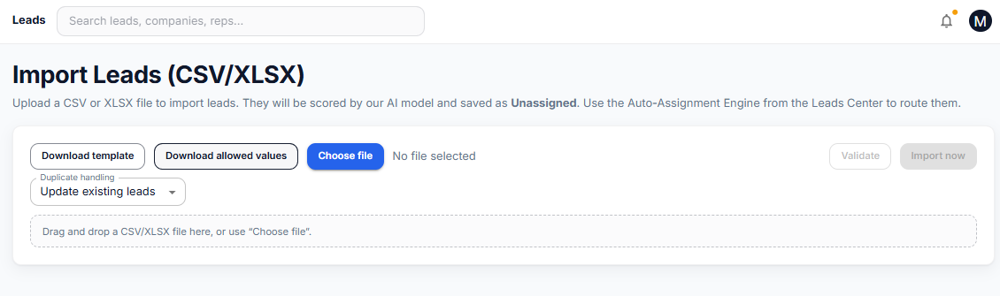 Leads
Search leads, companies, reps...
M
Import Leads (CSV/XLSX)
Upload a CSV or XLSX file to import leads. They will be scored by our AI model and saved as Unassigned. Use the Auto-Assignment Engine from the Leads Center to route them.
Download template
Download allowed values
Choose file
No file selected
Validate
Import now
Duplicate handling
Update existing leads
Drag and drop a CSV/XLSX file here, or use “Choose file”.